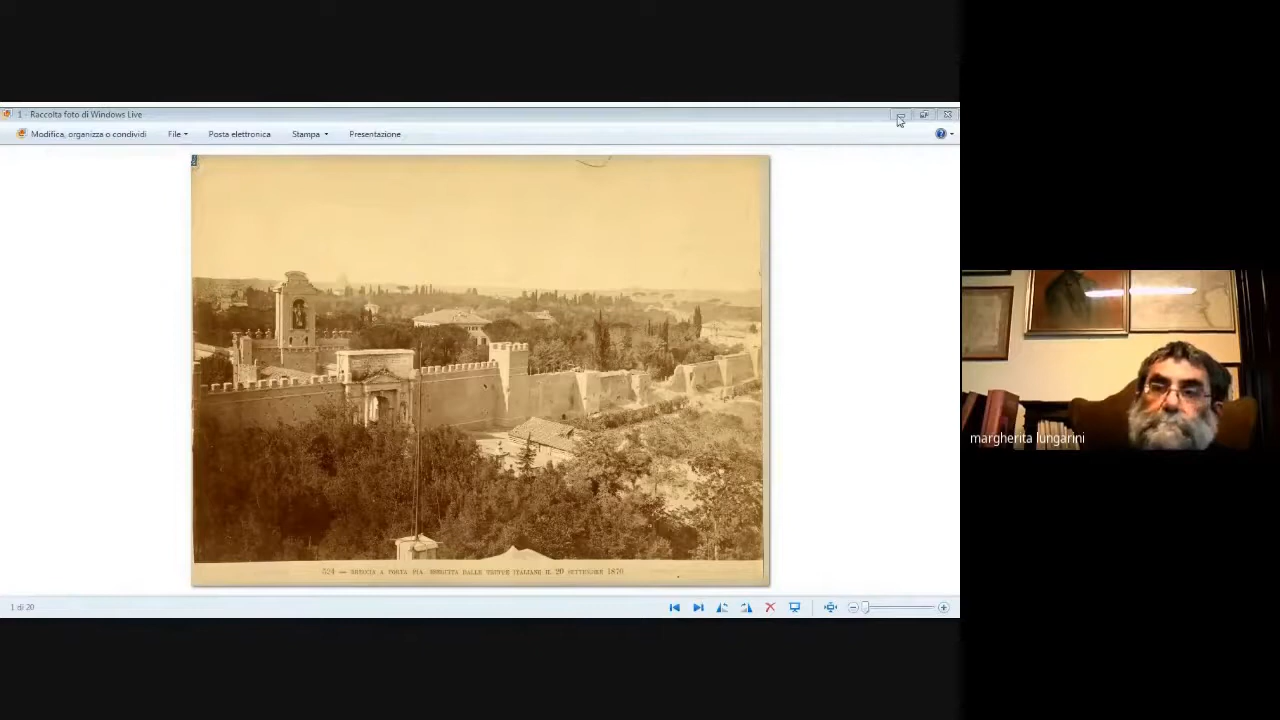 1 - Raccolta foto di Windows Live
Modifica, organizza o condividi File Posta elettronica Stampa Presentazione
524 — BRECCIA A PORTA PIA ESEGUITA DALLE TRUPPE ITALIANE IL 20 SETTEMBRE 1870
margherita lungarini
1 di 20